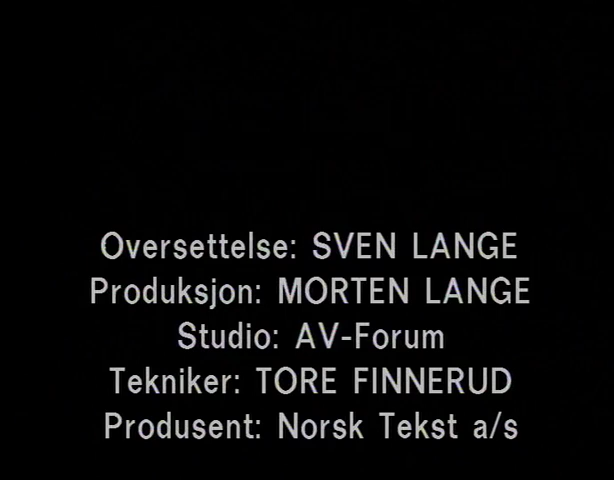 Oversettelse: SVEN LANGE
Produksjon: MORTEN LANGE
Studio: AV-Forum
Tekniker: TORE FINNERUD
Produsent: Norsk Tekst a/s